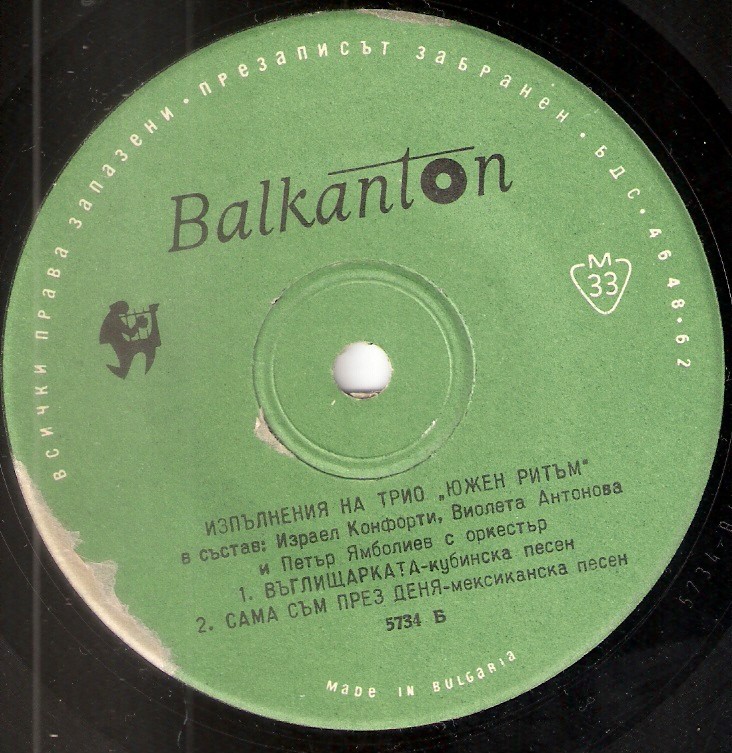 ВСИЧКИ ПРАВА ЗАПАЗЕНИ • ПРЕЗАПИСЪТ ЗАБРАНЕН • БДС • 4648 • 62
Balkanton
М
33
ИЗПЪЛНЕНИЯ НА ТРИО „ЮЖЕН РИТЪМ"
в състав: Израел Конфорти, Виолета Антонова
и Петър Ямболиев с оркестър
1. ВЪГЛИЩАРКАТА-кубинска песен
2. САМА СЪМ ПРЕЗ ДЕНЯ-мексиканска песен
5734 Б
MADE IN BULGARIA